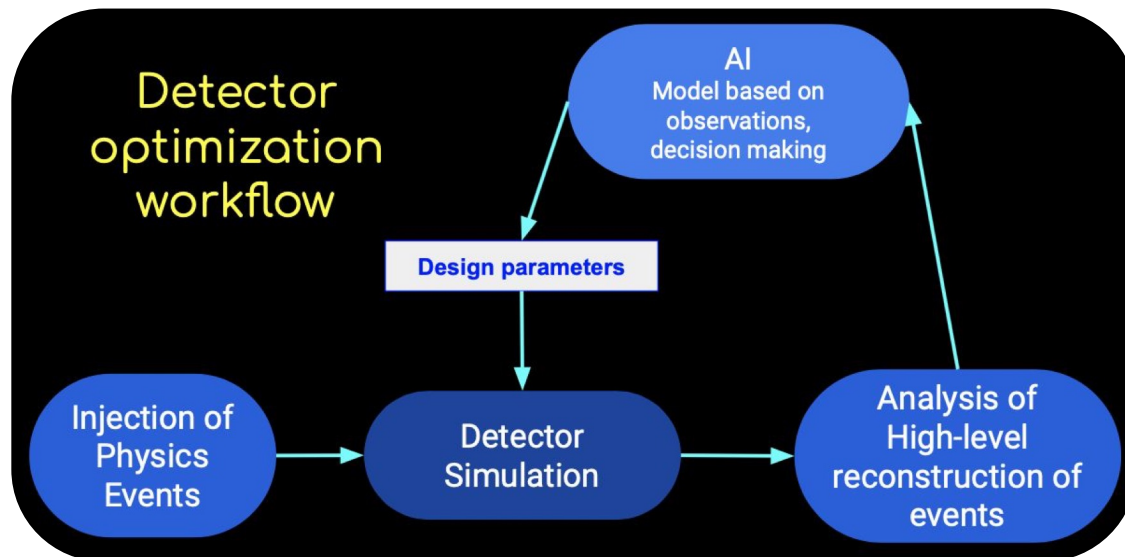 Detector
optimization
workflow
AI
Model based on
observations,
decision making
Design parameters
Injection of
Physics
Events
Detector
Simulation
Analysis of
High-level
reconstruction of
events